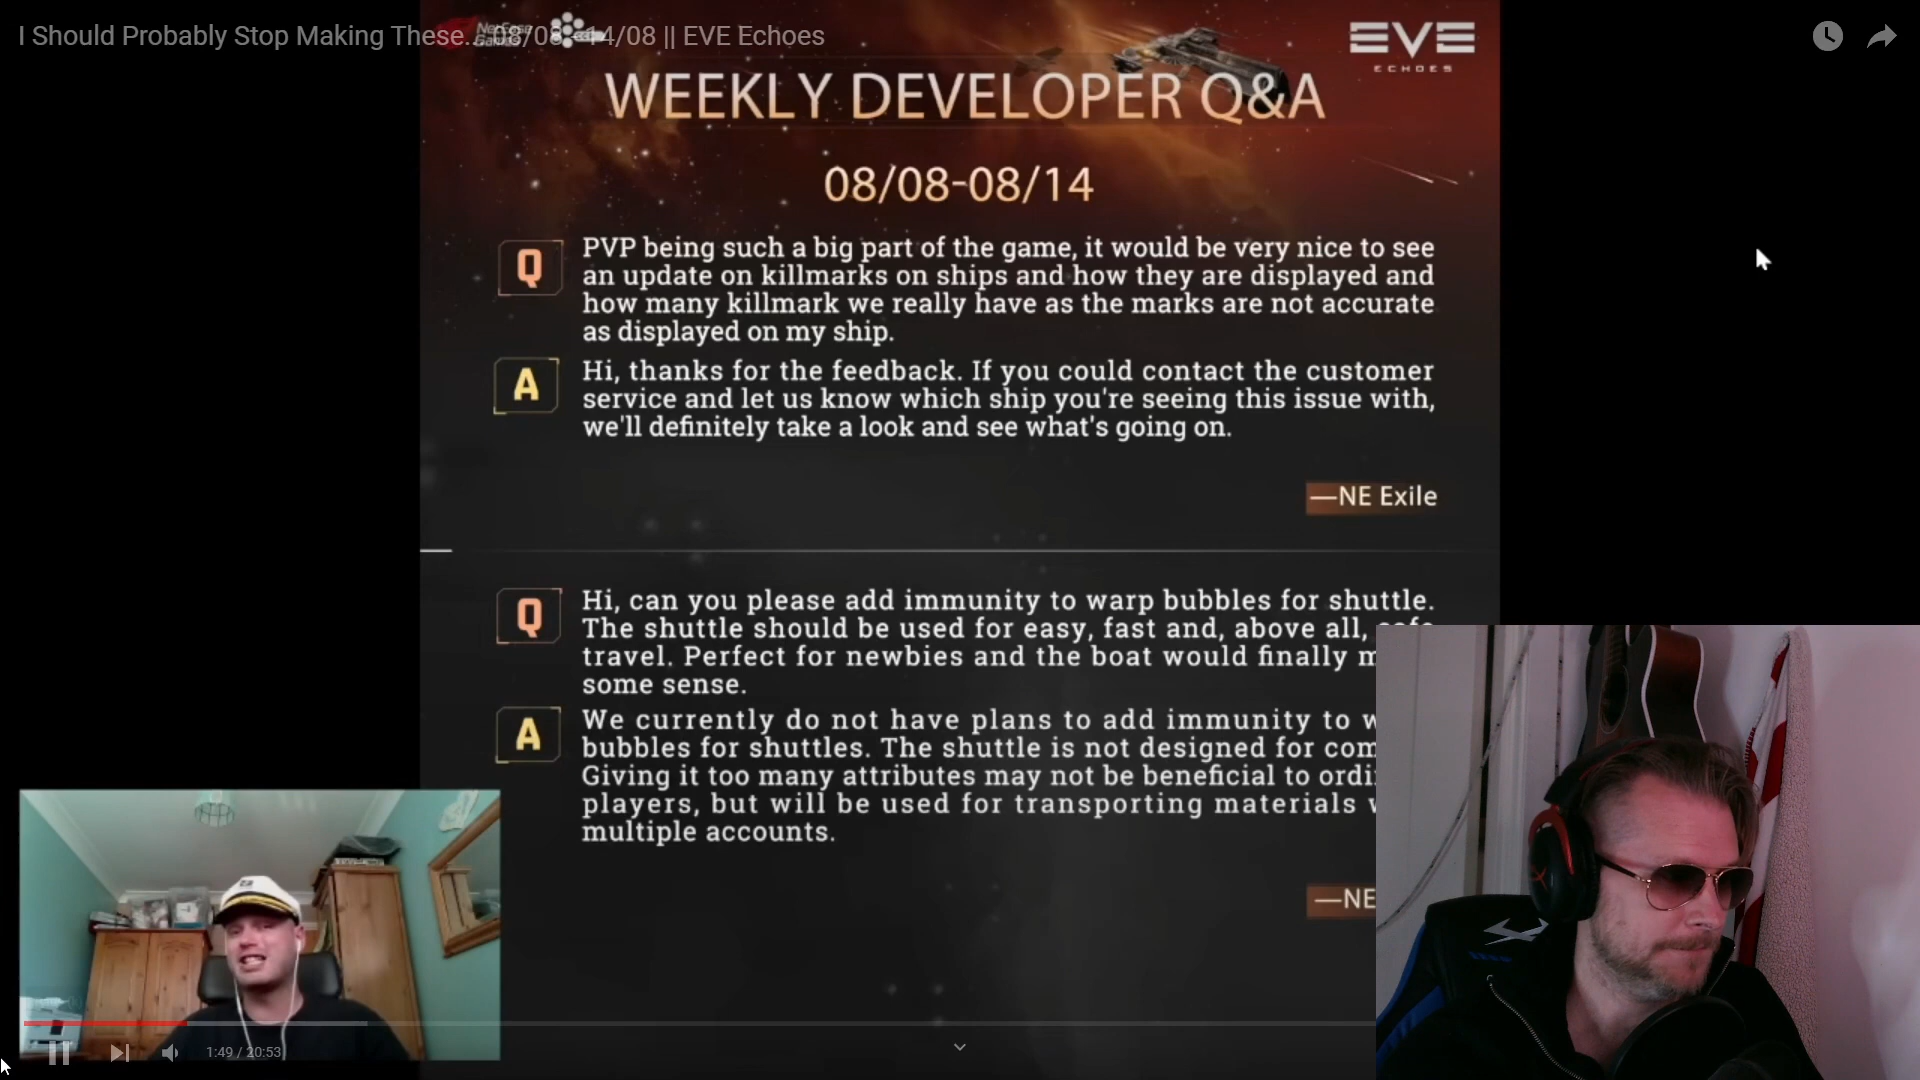 I Should Probably Stop Making These... 08/08 - 14/08 || EVE Echoes
EVE
ECHOES
WEEKLY DEVELOPER Q&A
08/08-08/14
Q
PVP being such a big part of the game, it would be very nice to see
an update on killmarks on ships and how they are displayed and
how many killmark we really have as the marks are not accurate
as displayed on my ship.
A
Hi, thanks for the feedback. If you could contact the customer
service and let us know which ship you're seeing this issue with,
we'll definitely take a look and see what's going on.
—NE Exile
Q
Hi, can you please add immunity to warp bubbles for shuttle.
The shuttle should be used for easy, fast and, above all,
travel. Perfect for newbies and the boat would finally
some sense.
A
We currently do not have plans to add immunity to
bubbles for shuttles. The shuttle is not designed for
Giving it too many attributes may not be beneficial to
players, but will be used for transporting materials
multiple accounts.
—NE
1:49 / 20:53